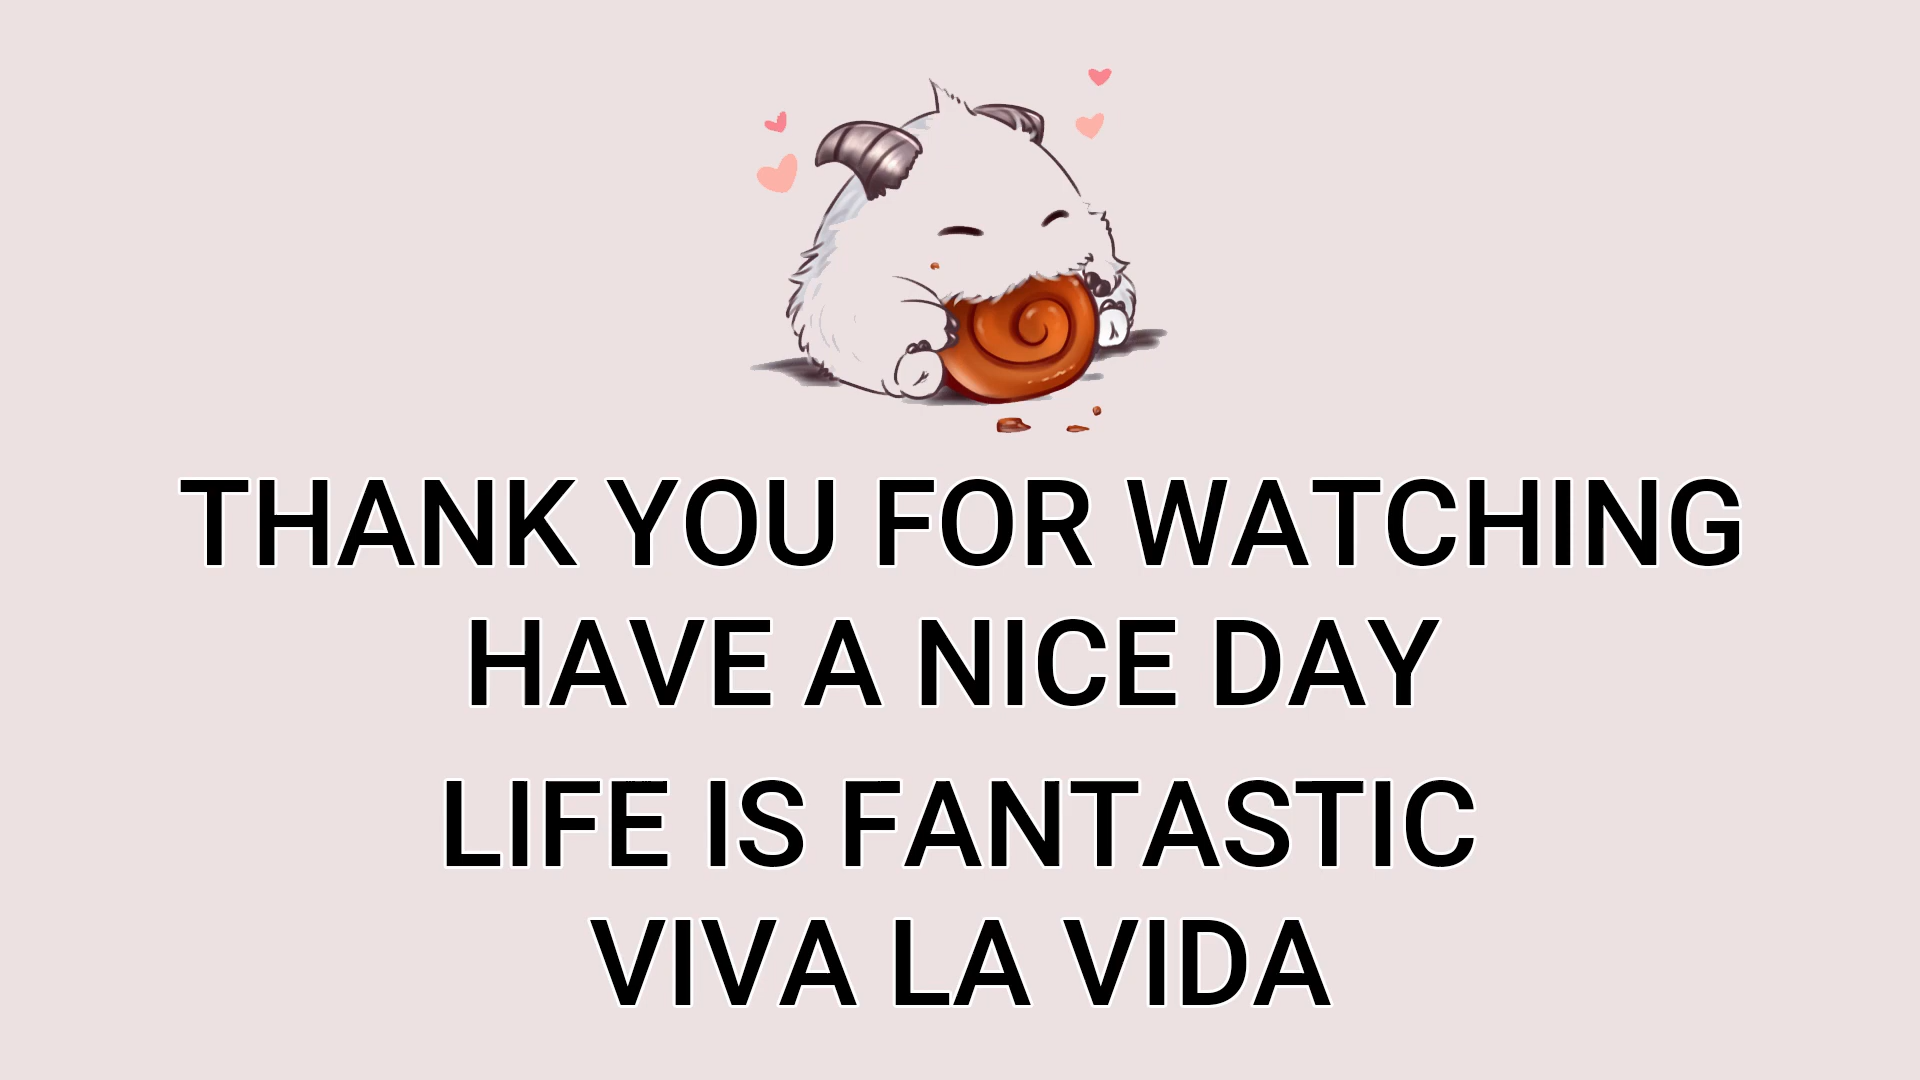 THANK YOU FOR WATCHING
HAVE A NICE DAY
LIFE IS FANTASTIC
VIVA LA VIDA